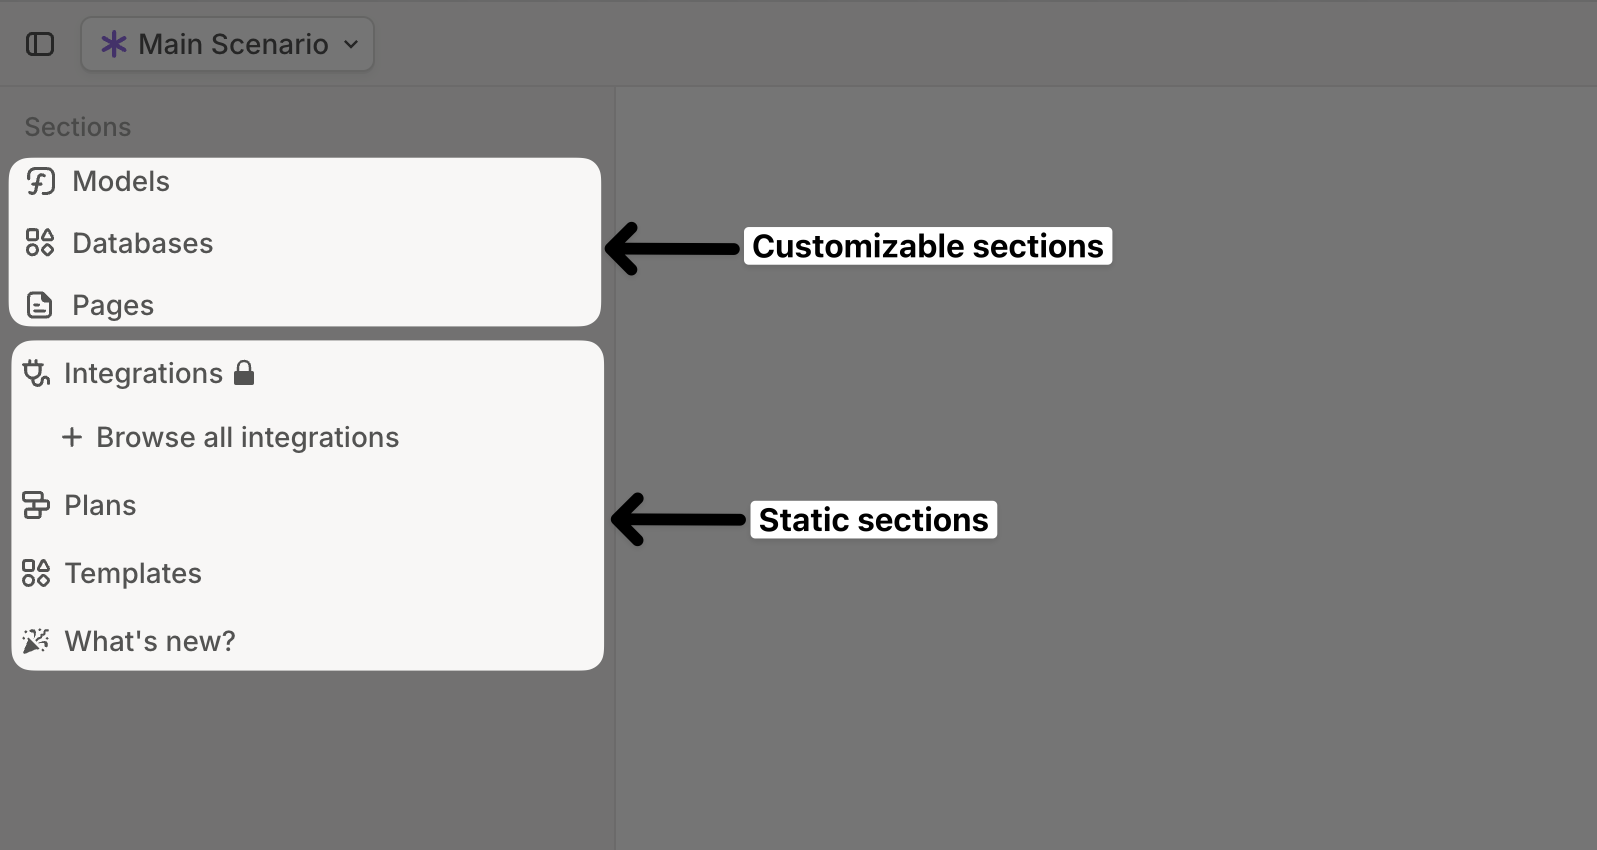 Main Scenario
Sections
Models
Databases
Pages
Customizable sections
Integrations
Browse all integrations
Plans
Static sections
Templates
What's new?